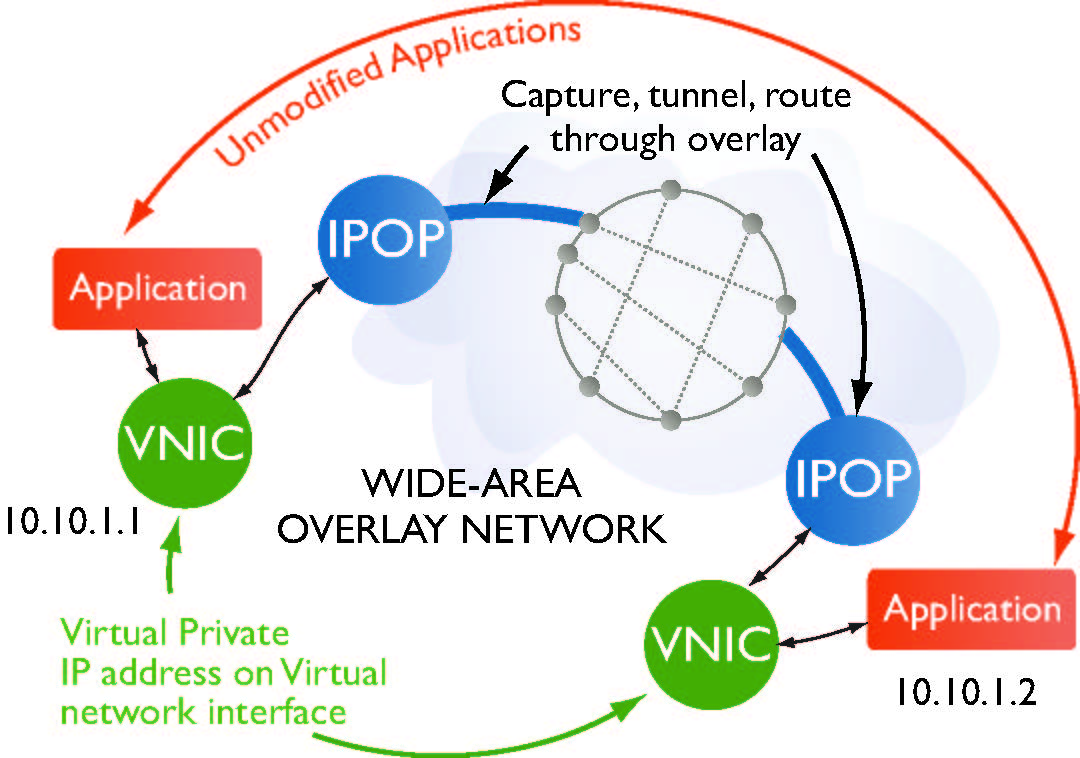 Unmodified Applications
Capture, tunnel, route
through overlay
IPOP
Application
VNIC
10.10.1.1
WIDE-AREA
OVERLAY NETWORK
IPOP
Virtual Private
IP address on Virtual
network interface
VNIC
Application
10.10.1.2